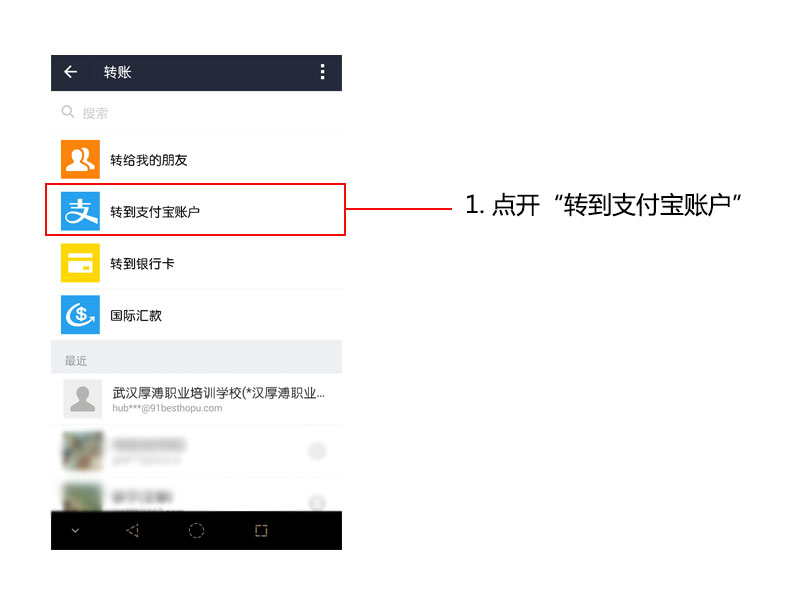 转账
搜索
转给我的朋友
转到支付宝账户
1. 点开“转到支付宝账户”
转到银行卡
国际汇款
最近
武汉厚溥职业培训学校(*汉厚溥职业...
hub***@91besthopu.com